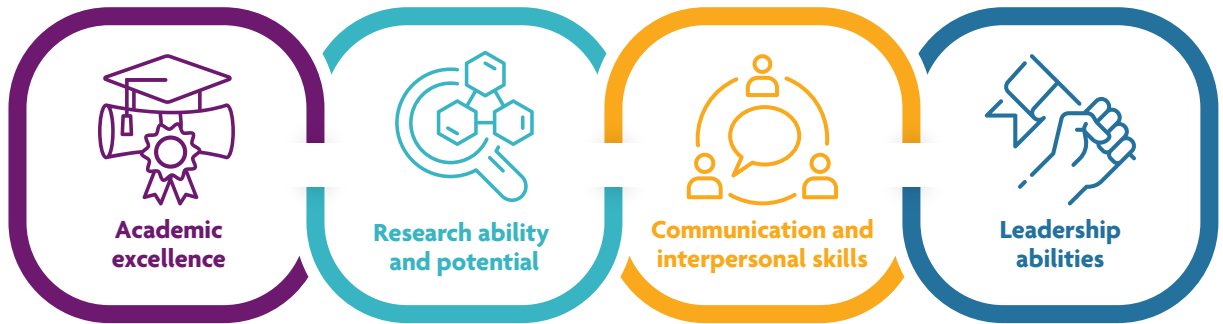 Academic
excellence
Research ability
and potential
Communication and
interpersonal skills
Leadership
abilities